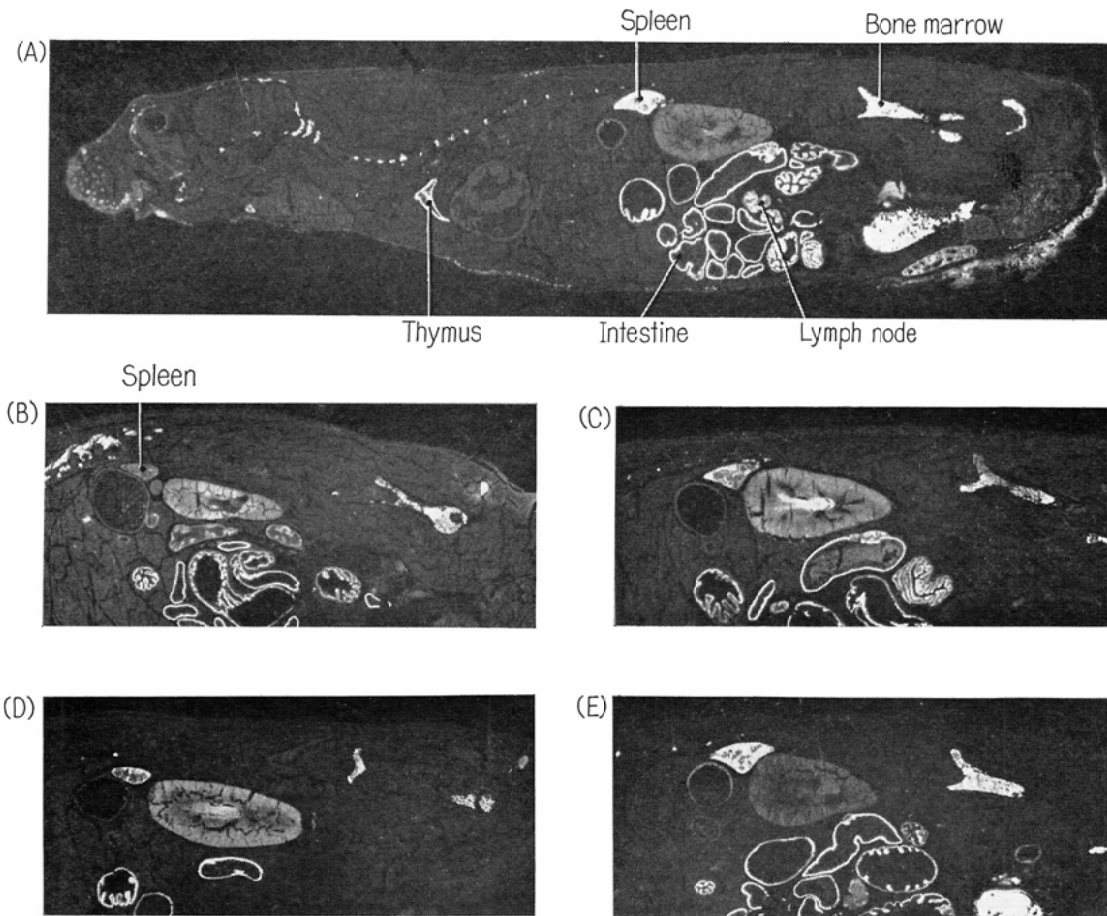 Spleen
Bone marrow
(A)
Thymus
Intestine
Lymph node
Spleen
(B)
(C)
(D)
(E)